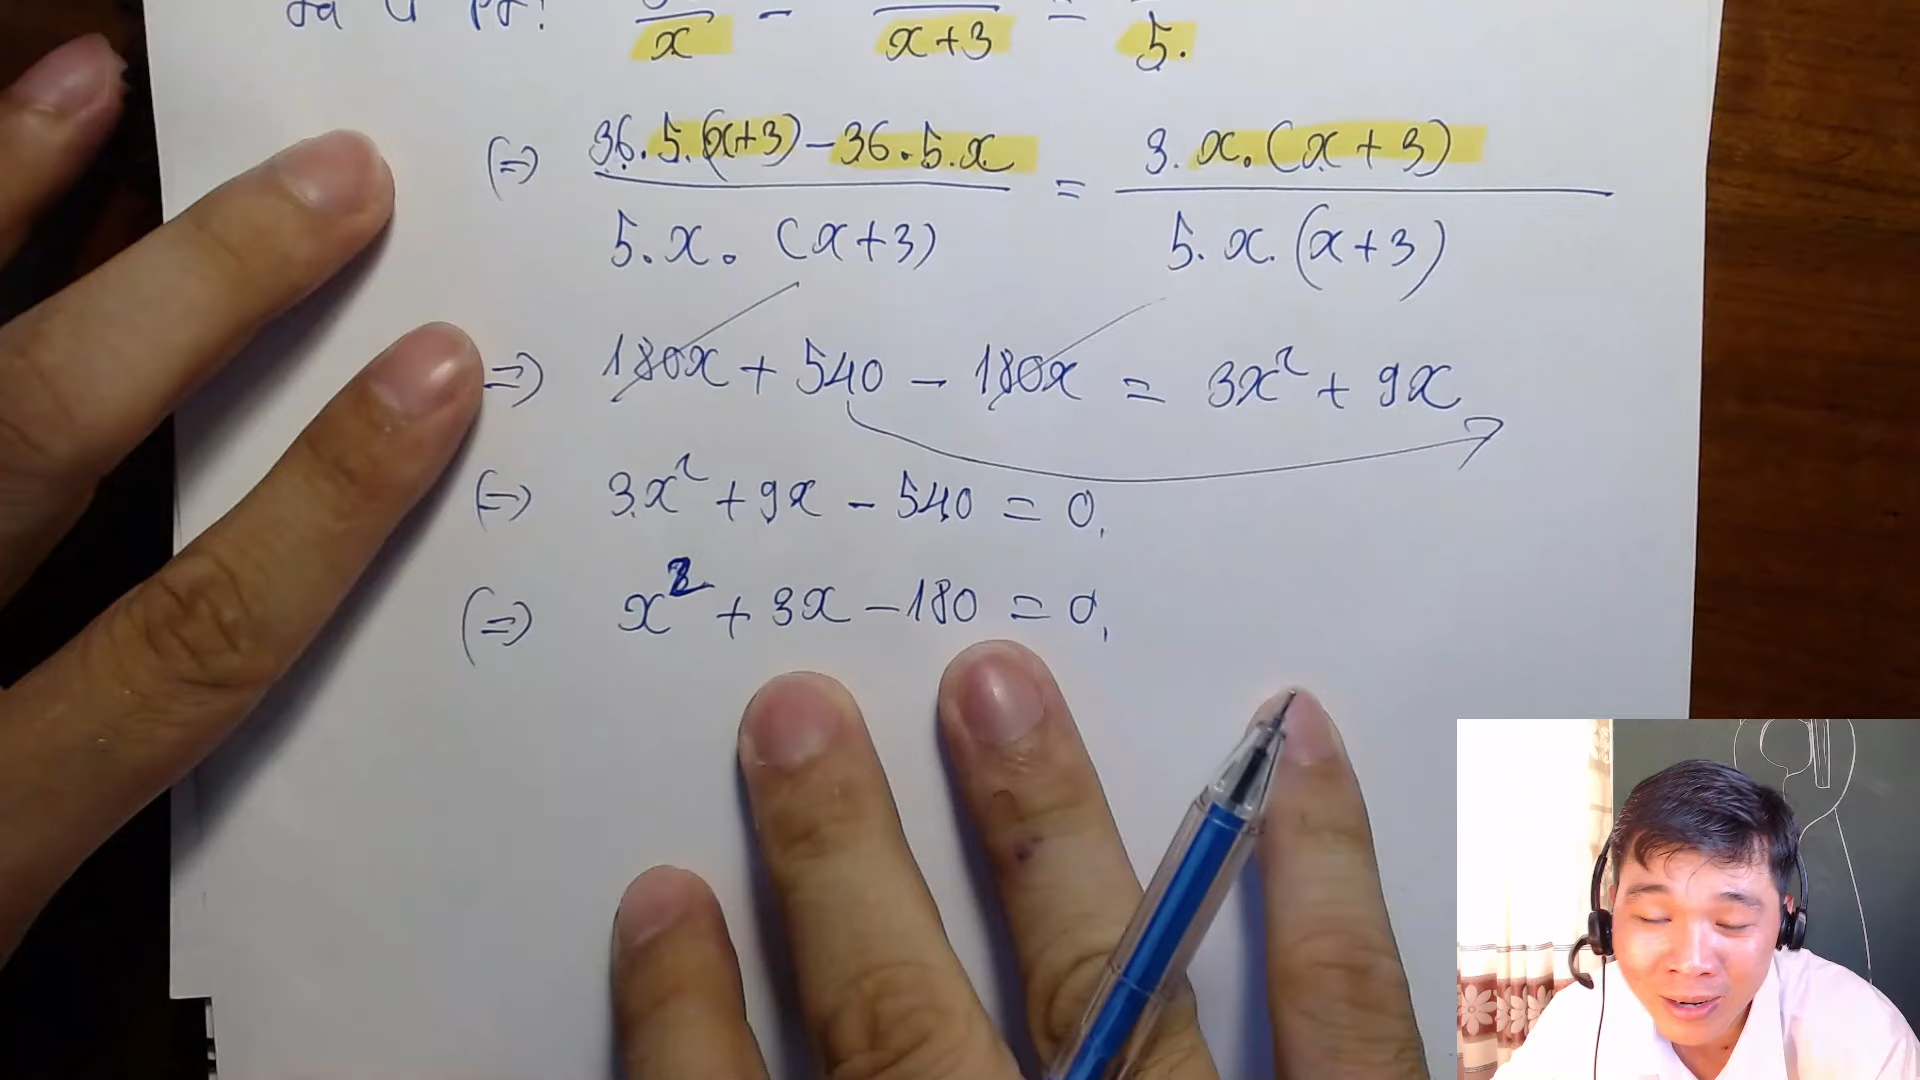 x - x+3 = 5.
(=) 36.5.(x+3) - 36.5.x / 5.x.(x+3) = 3.x.(x+3) / 5.x.(x+3)
=) 180x + 540 - 180x = 3x² + 9x
(=) 3x² + 9x - 540 = 0.
(=) x² + 3x - 180 = 0.